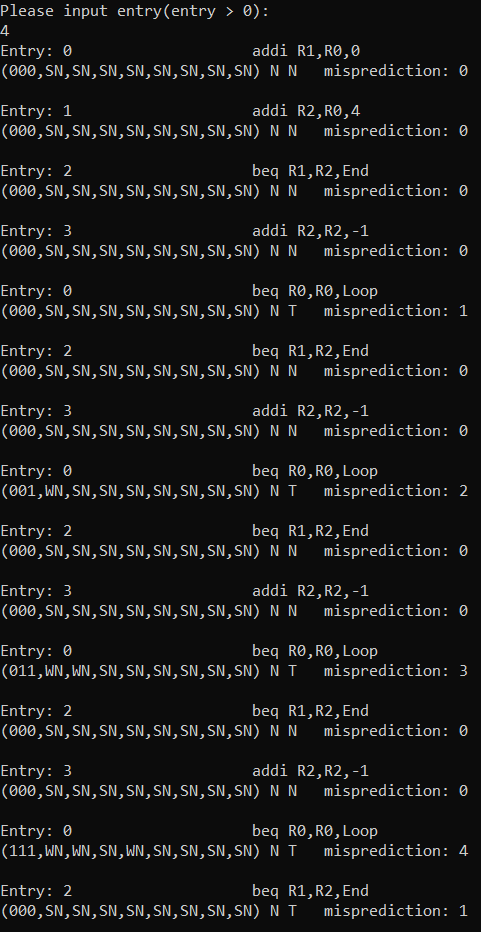 Please input entry(entry > 0):
4
Entry: 0 addi R1,R0,0
(000,SN,SN,SN,SN,SN,SN,SN,SN) N N misprediction: 0
Entry: 1 addi R2,R0,4
(000,SN,SN,SN,SN,SN,SN,SN,SN) N N misprediction: 0
Entry: 2 beq R1,R2,End
(000,SN,SN,SN,SN,SN,SN,SN,SN) N N misprediction: 0
Entry: 3 addi R2,R2,-1
(000,SN,SN,SN,SN,SN,SN,SN,SN) N N misprediction: 0
Entry: 0 beq R0,R0,Loop
(000,SN,SN,SN,SN,SN,SN,SN,SN) N T misprediction: 1
Entry: 2 beq R1,R2,End
(000,SN,SN,SN,SN,SN,SN,SN,SN) N N misprediction: 0
Entry: 3 addi R2,R2,-1
(000,SN,SN,SN,SN,SN,SN,SN,SN) N N misprediction: 0
Entry: 0 beq R0,R0,Loop
(001,WN,SN,SN,SN,SN,SN,SN,SN) N T misprediction: 2
Entry: 2 beq R1,R2,End
(000,SN,SN,SN,SN,SN,SN,SN,SN) N N misprediction: 0
Entry: 3 addi R2,R2,-1
(000,SN,SN,SN,SN,SN,SN,SN,SN) N N misprediction: 0
Entry: 0 beq R0,R0,Loop
(011,WN,WN,SN,SN,SN,SN,SN,SN) N T misprediction: 3
Entry: 2 beq R1,R2,End
(000,SN,SN,SN,SN,SN,SN,SN,SN) N N misprediction: 0
Entry: 3 addi R2,R2,-1
(000,SN,SN,SN,SN,SN,SN,SN,SN) N N misprediction: 0
Entry: 0 beq R0,R0,Loop
(111,WN,WN,SN,WN,SN,SN,SN,SN) N T misprediction: 4
Entry: 2 beq R1,R2,End
(000,SN,SN,SN,SN,SN,SN,SN,SN) N T misprediction: 1